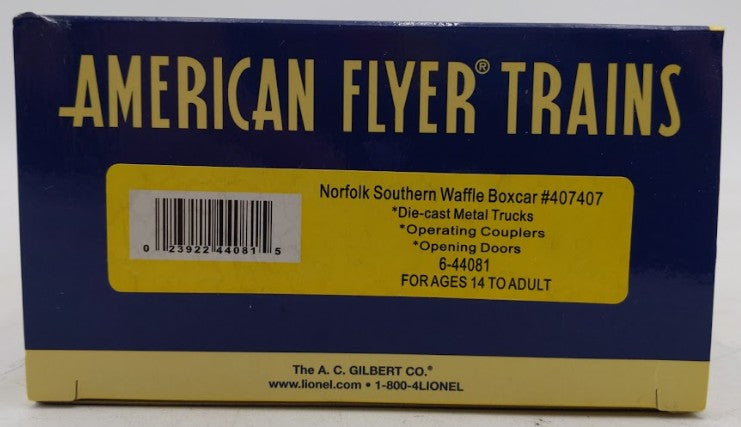 AMERICAN FLYER® TRAINS
Norfolk Southern Waffle Boxcar #407407
*Die-cast Metal Trucks
*Operating Couplers
*Opening Doors
6-44081
FOR AGES 14 TO ADULT
0 23922 44081 5
The A. C. GILBERT CO.®
www.lionel.com • 1-800-4LIONEL